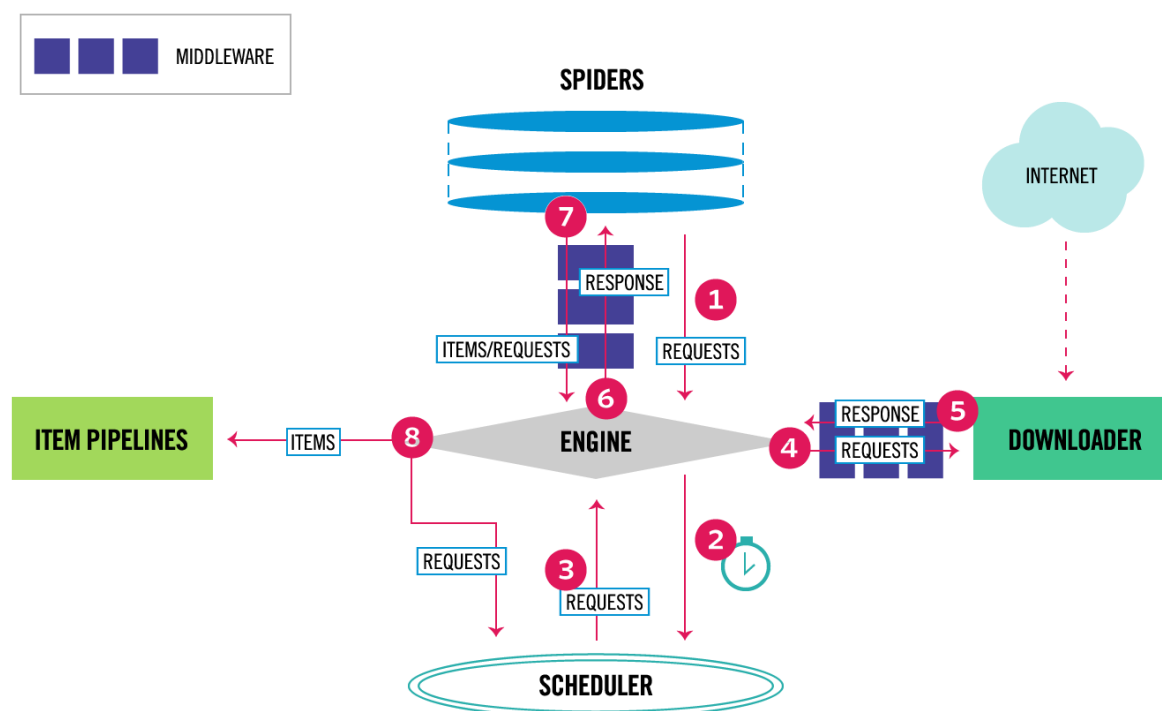 MIDDLEWARE
SPIDERS
INTERNET
7
RESPONSE
1
ITEMS/REQUESTS
REQUESTS
6
RESPONSE
5
ITEM PIPELINES
ITEMS
8
ENGINE
4
REQUESTS
DOWNLOADER
2
REQUESTS
3
REQUESTS
SCHEDULER